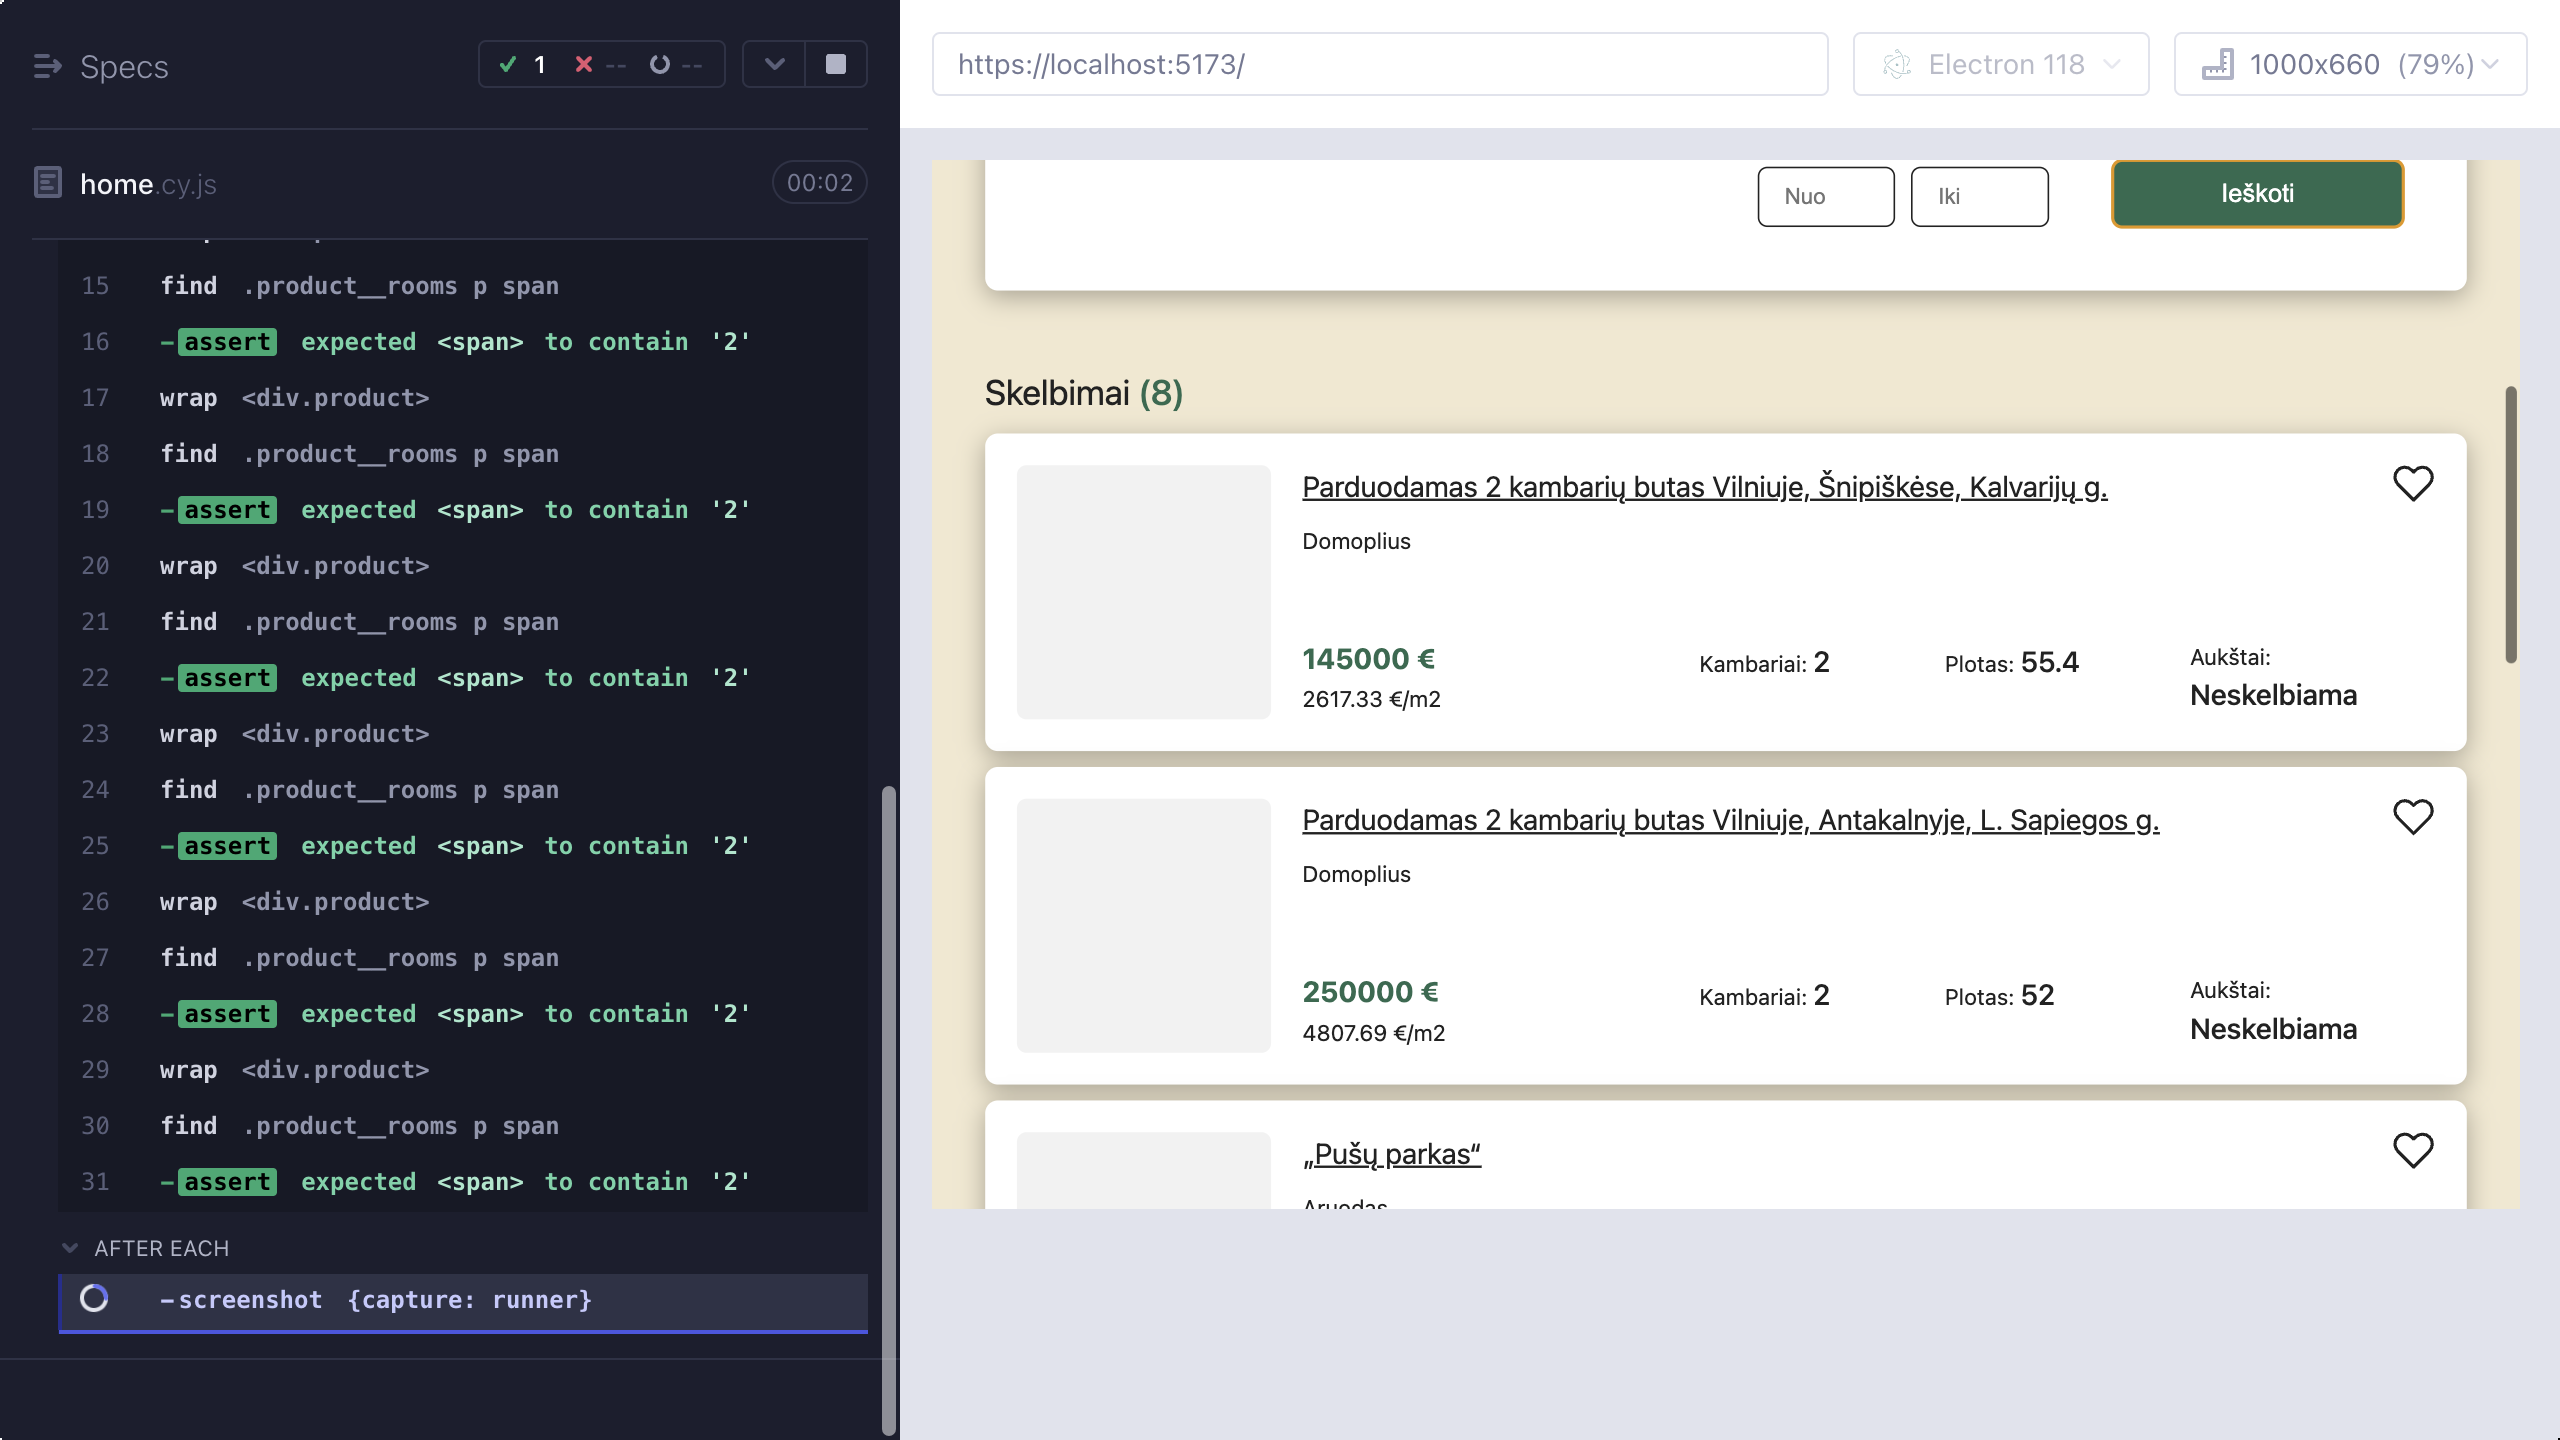 Specs
1
--
--
https://localhost:5173/
Electron 118
1000x660 (79%)
home.cy.js
00:02
15 find .product__rooms p span
16 -assert expected <span> to contain '2'
17 wrap <div.product>
18 find .product__rooms p span
19 -assert expected <span> to contain '2'
20 wrap <div.product>
21 find .product__rooms p span
22 -assert expected <span> to contain '2'
23 wrap <div.product>
24 find .product__rooms p span
25 -assert expected <span> to contain '2'
26 wrap <div.product>
27 find .product__rooms p span
28 -assert expected <span> to contain '2'
29 wrap <div.product>
30 find .product__rooms p span
31 -assert expected <span> to contain '2'
AFTER EACH
-screenshot {capture: runner}
Nuo
Iki
Ieškoti
Skelbimai (8)
Parduodamas 2 kambarių butas Vilniuje, Šnipiškėse, Kalvarijų g.
Domoplius
145000 €
2617.33 €/m2
Kambariai: 2
Plotas: 55.4
Aukštai:
Neskelbiama
Parduodamas 2 kambarių butas Vilniuje, Antakalnyje, L. Sapiegos g.
Domoplius
250000 €
4807.69 €/m2
Kambariai: 2
Plotas: 52
Aukštai:
Neskelbiama
„Pušų parkas“
Aruodas